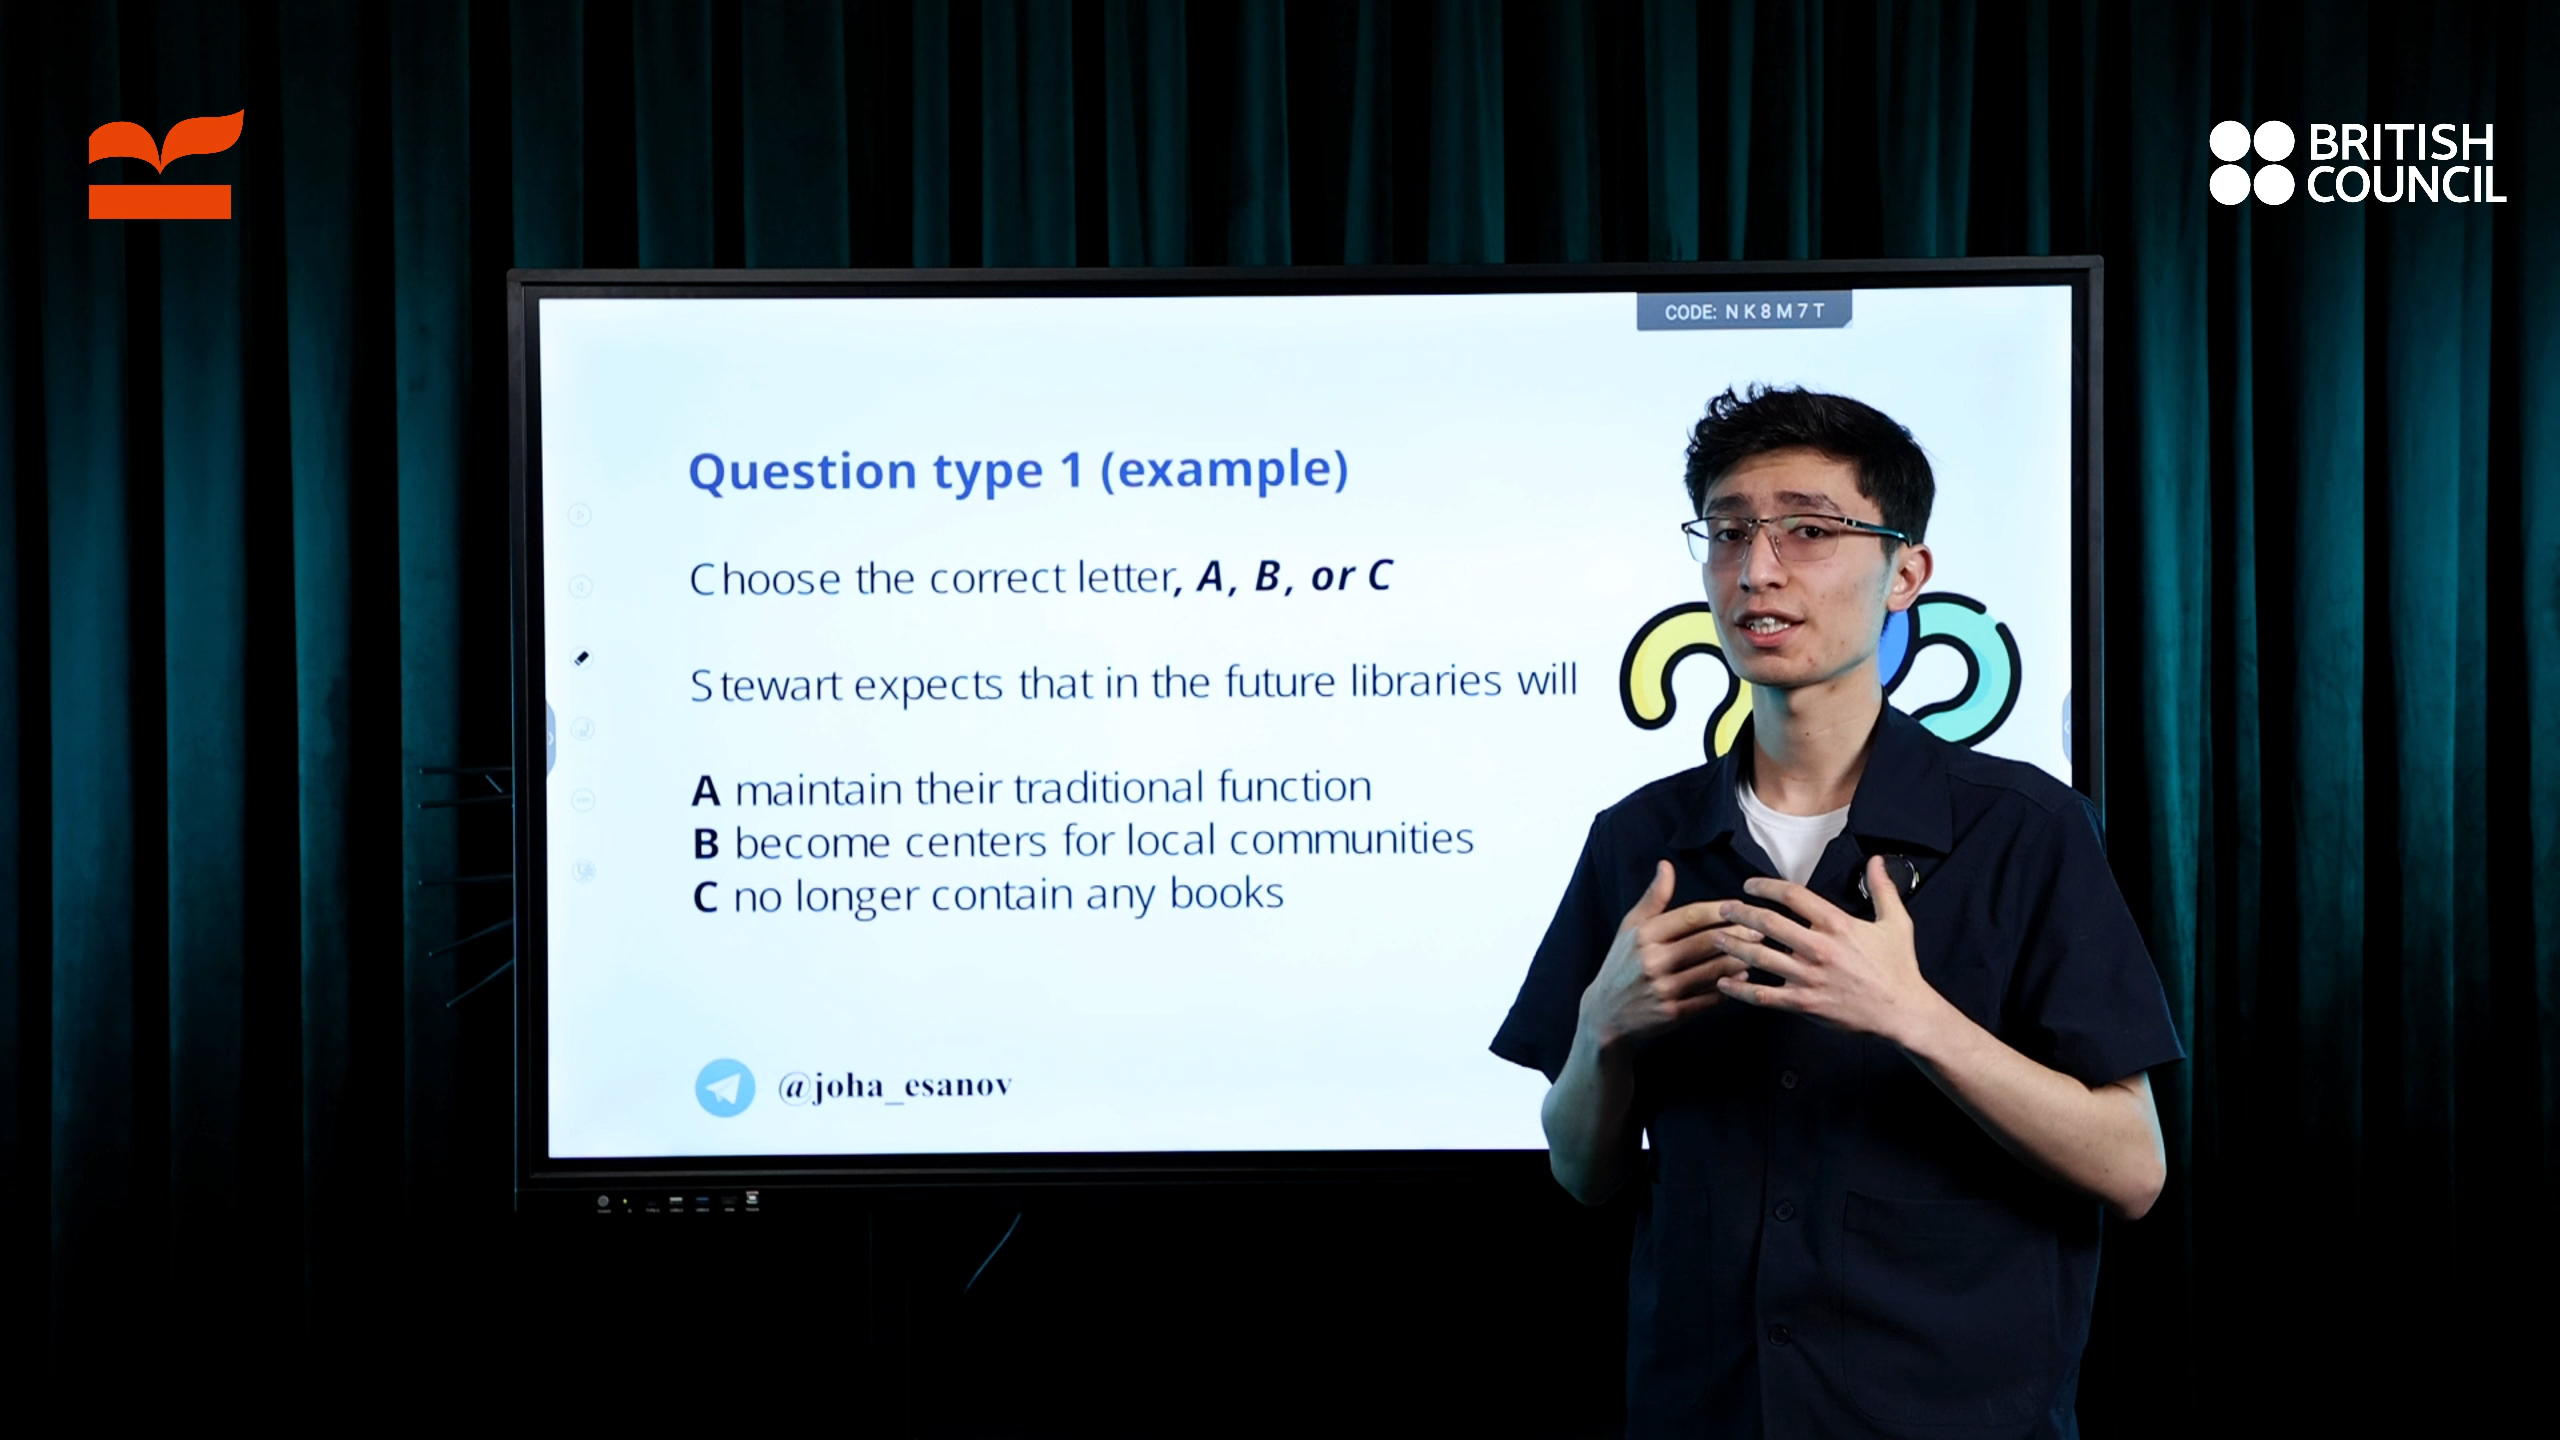 BRITISH
COUNCIL
CODE: NK8M7T
Question type 1 (example)
Choose the correct letter, A, B, or C
Stewart expects that in the future libraries will
A maintain their traditional function
B become centers for local communities
C no longer contain any books
@joha_esanov